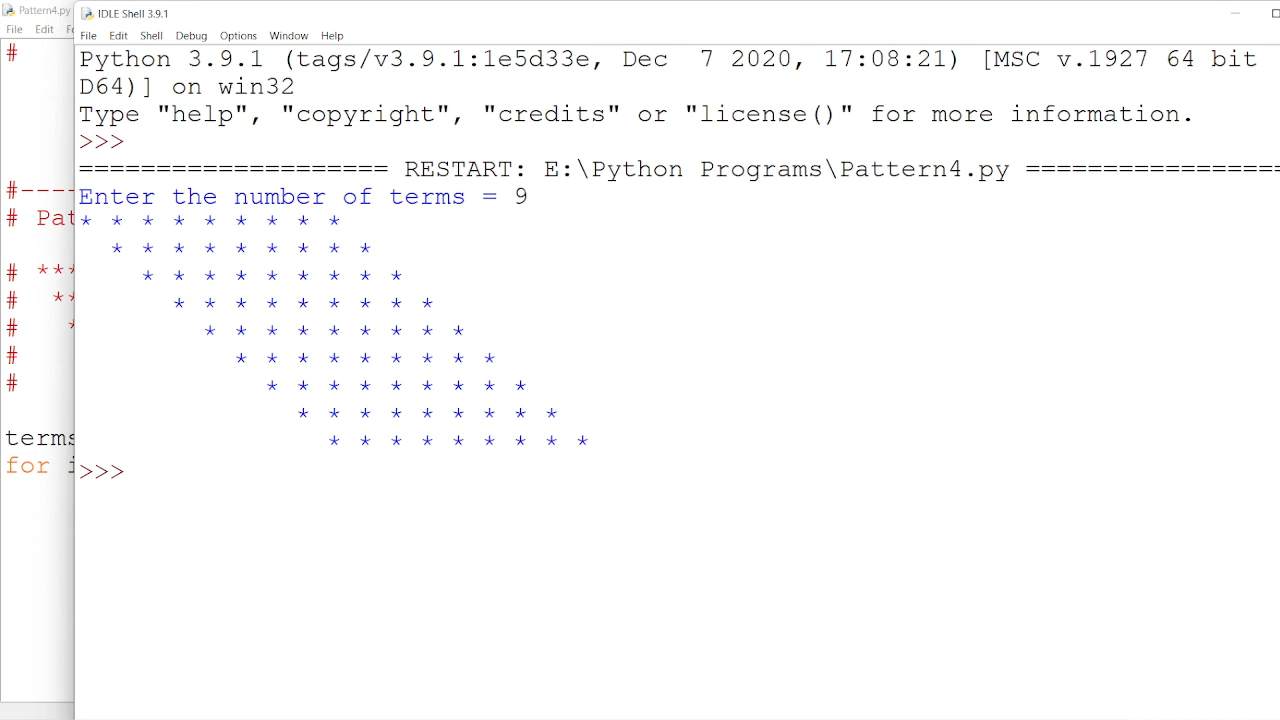 Pattern4.py
File Edit
#
#----
# Pat
# ***
# **
# *
#
#
terms
for i
IDLE Shell 3.9.1
File Edit Shell Debug Options Window Help
Python 3.9.1 (tags/v3.9.1:1e5d33e, Dec  7 2020, 17:08:21) [MSC v.1927 64 bit
D64)] on win32
Type "help", "copyright", "credits" or "license()" for more information.
>>>
==================== RESTART: E:\Python Programs\Pattern4.py =================
Enter the number of terms = 9
* * * * * * * * *
  * * * * * * * * *
    * * * * * * * * *
      * * * * * * * * *
        * * * * * * * * *
          * * * * * * * * *
            * * * * * * * * *
              * * * * * * * * *
                * * * * * * * * *
>>>